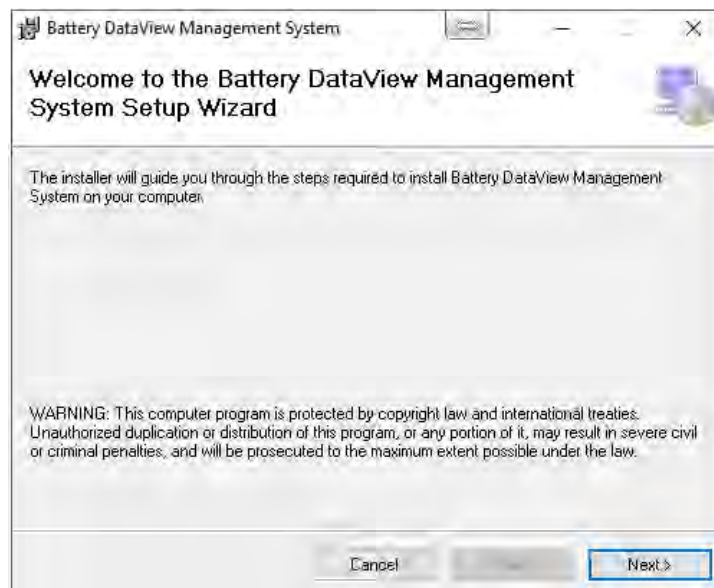 Battery DataView Management System
Welcome to the Battery DataView Management
System Setup Wizard
The installer will guide you through the steps required to install Battery DataView Management
System on your computer.
WARNING: This computer program is protected by copyright law and international treaties.
Unauthorized duplication or distribution of this program, or any portion of it, may result in severe civil
or criminal penalties, and will be prosecuted to the maximum extent possible under the law.
Cancel
Next >